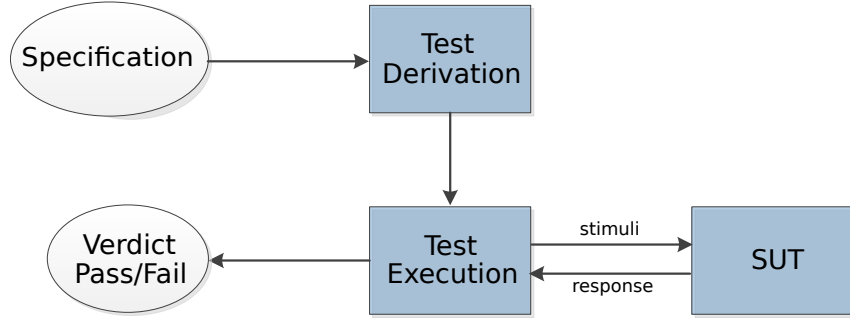 Specification
Test
Derivation
Verdict
Pass/Fail
Test
Execution
stimuli
response
SUT